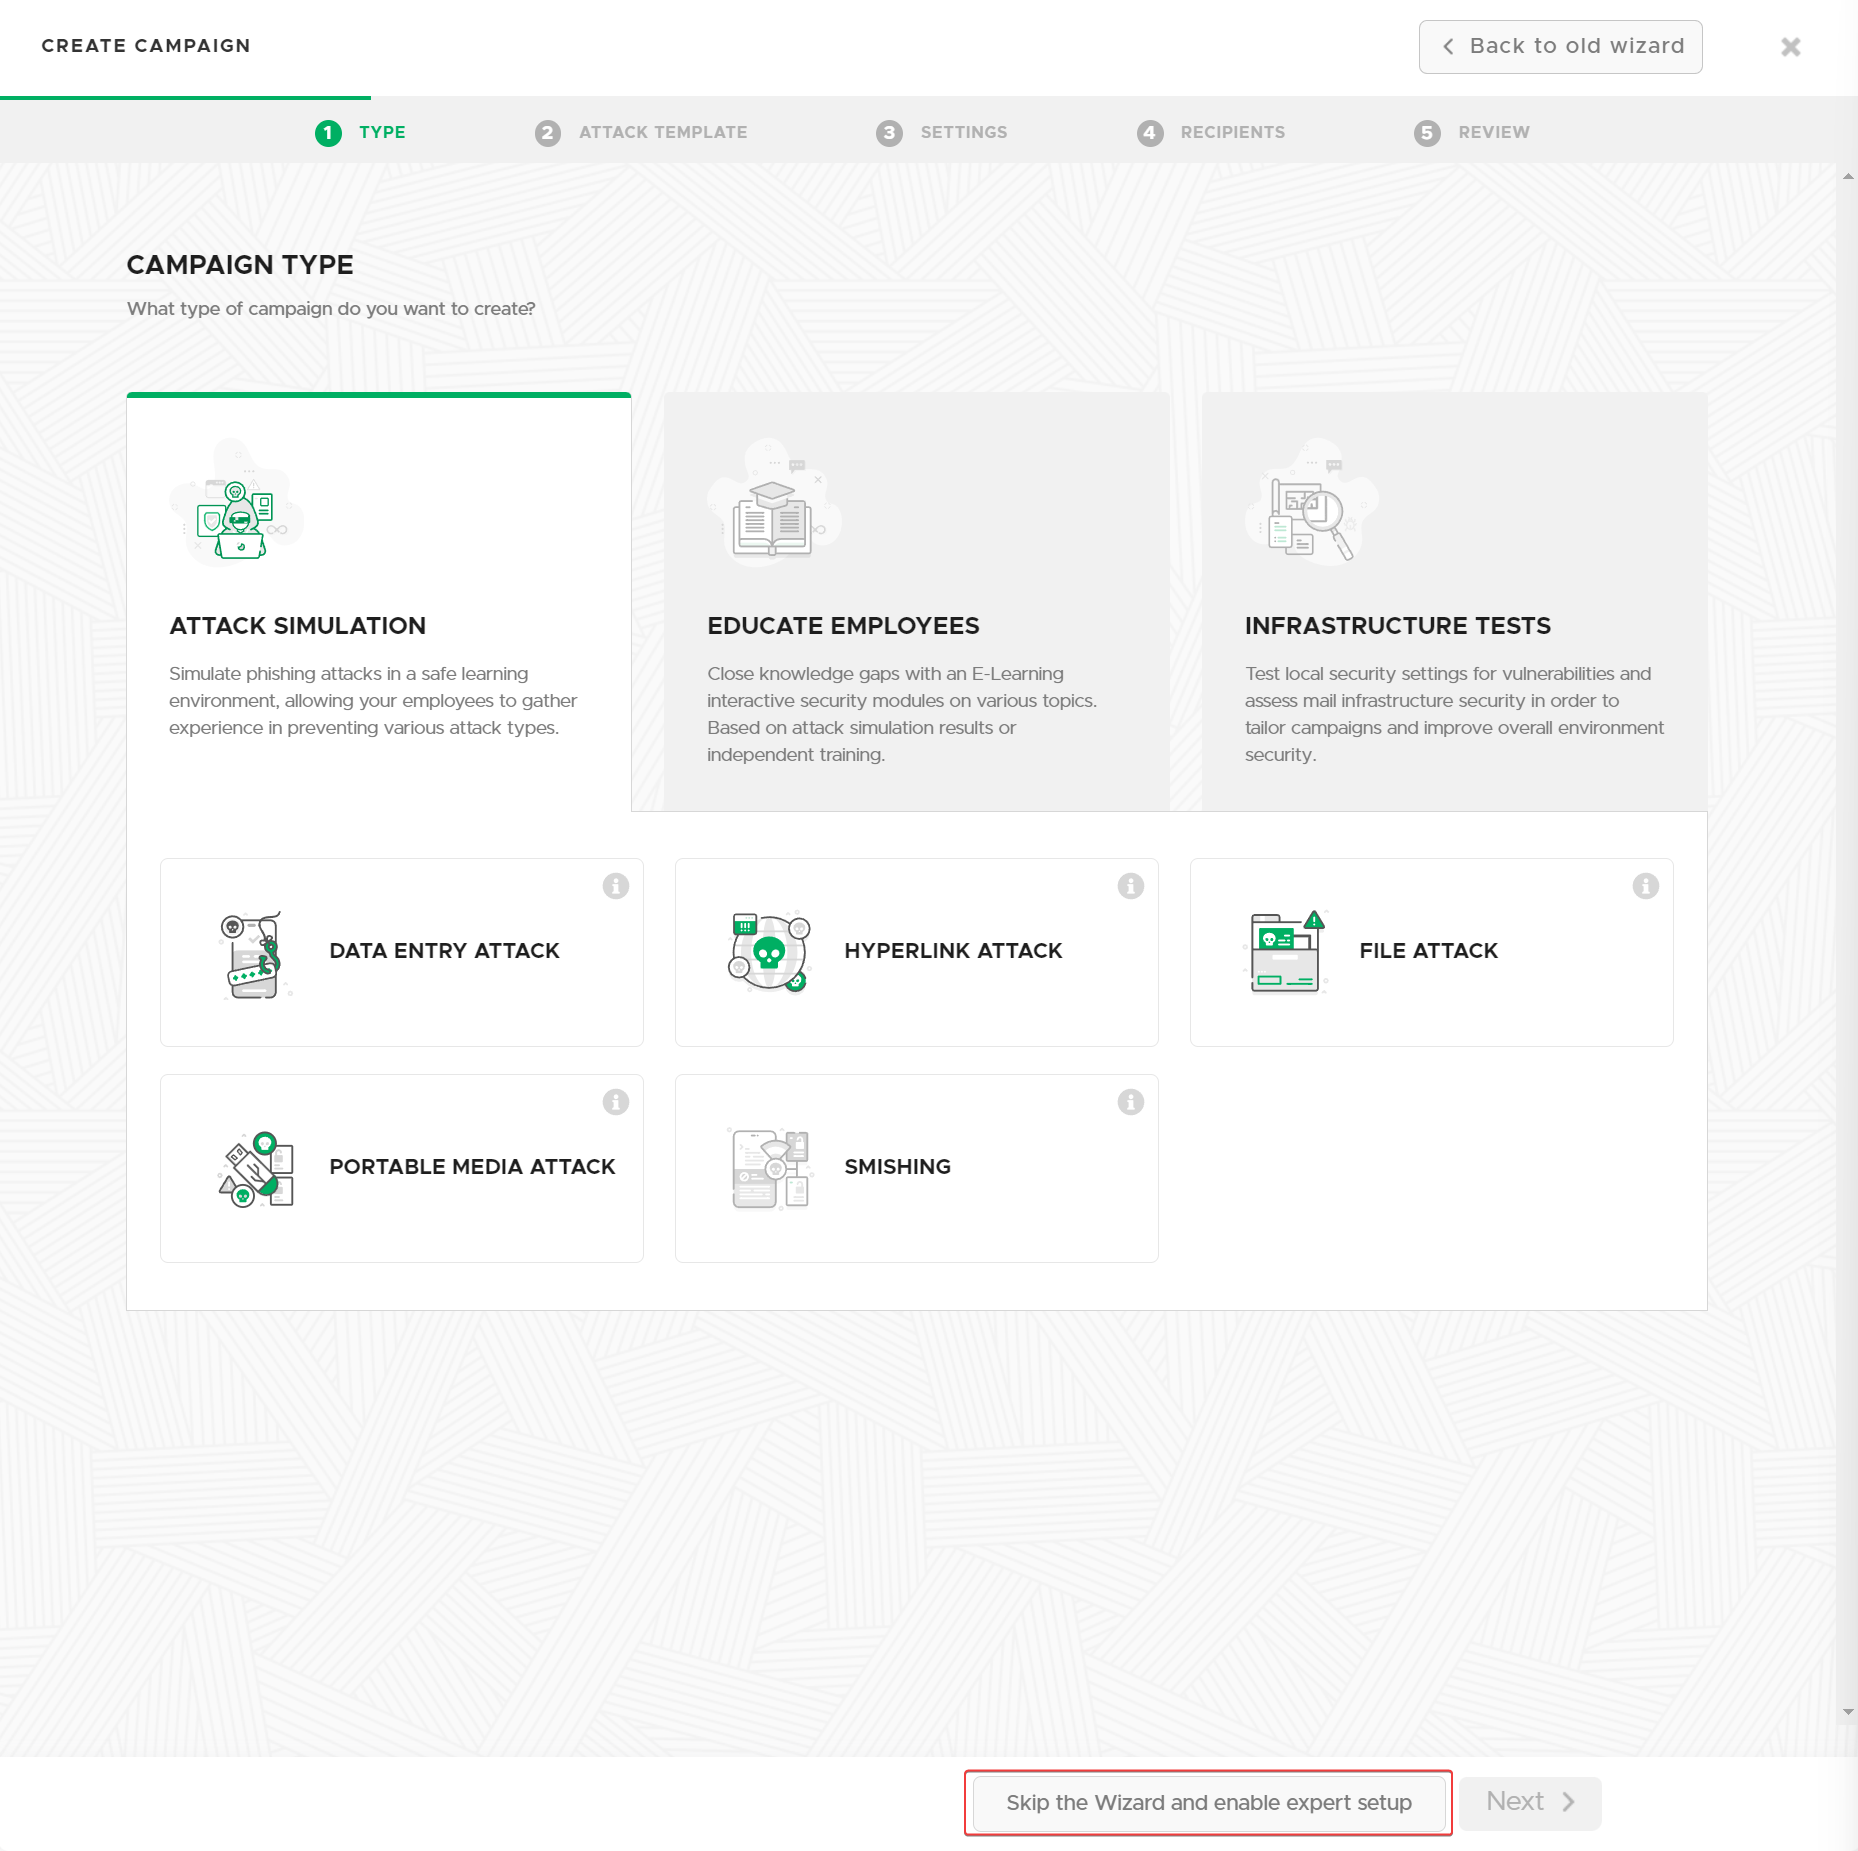 CREATE CAMPAIGN
Back to old wizard
1 TYPE
2 ATTACK TEMPLATE
3 SETTINGS
4 RECIPIENTS
5 REVIEW
CAMPAIGN TYPE
What type of campaign do you want to create?
ATTACK SIMULATION
Simulate phishing attacks in a safe learning
environment, allowing your employees to gather
experience in preventing various attack types.
EDUCATE EMPLOYEES
Close knowledge gaps with an E-Learning
interactive security modules on various topics.
Based on attack simulation results or
independent training.
INFRASTRUCTURE TESTS
Test local security settings for vulnerabilities and
assess mail infrastructure security in order to
tailor campaigns and improve overall environment
security.
DATA ENTRY ATTACK
HYPERLINK ATTACK
FILE ATTACK
PORTABLE MEDIA ATTACK
SMISHING
Skip the Wizard and enable expert setup
Next